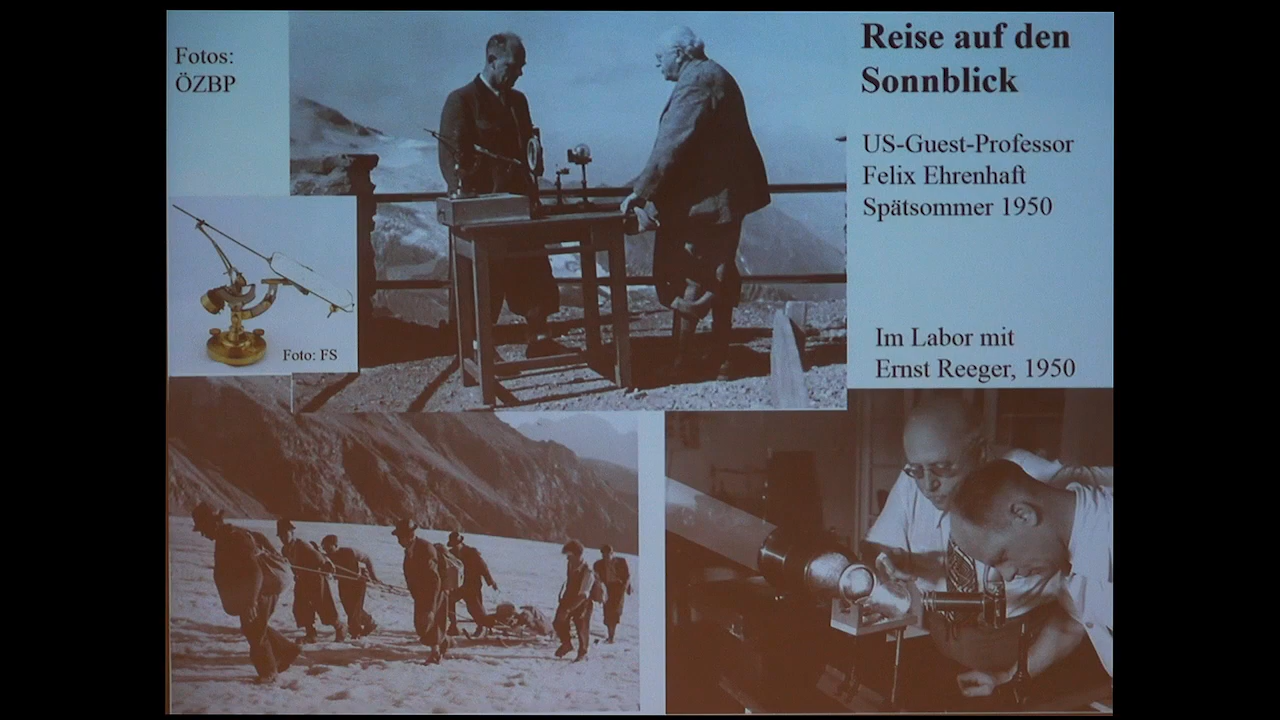 Fotos:
ÖZBP
Reise auf den
Sonnblick
US-Guest-Professor
Felix Ehrenhaft
Spätsommer 1950
Foto: FS
Im Labor mit
Ernst Reeger, 1950